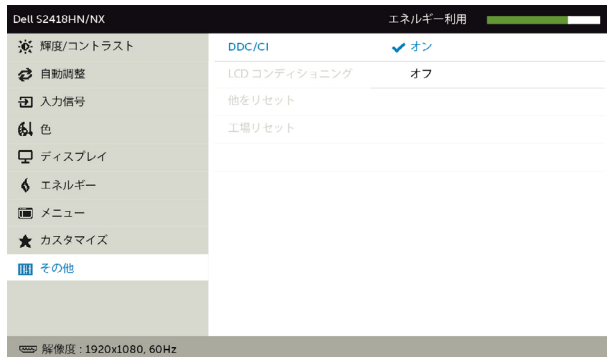 Dell S2418HN/NX エネルギー利用
輝度/コントラスト
自動調整
入力信号
色
ディスプレイ
エネルギー
メニュー
カスタマイズ
その他
DDC/CI オン
LCD コンディショニング オフ
他をリセット
工場リセット
解像度 : 1920x1080, 60Hz